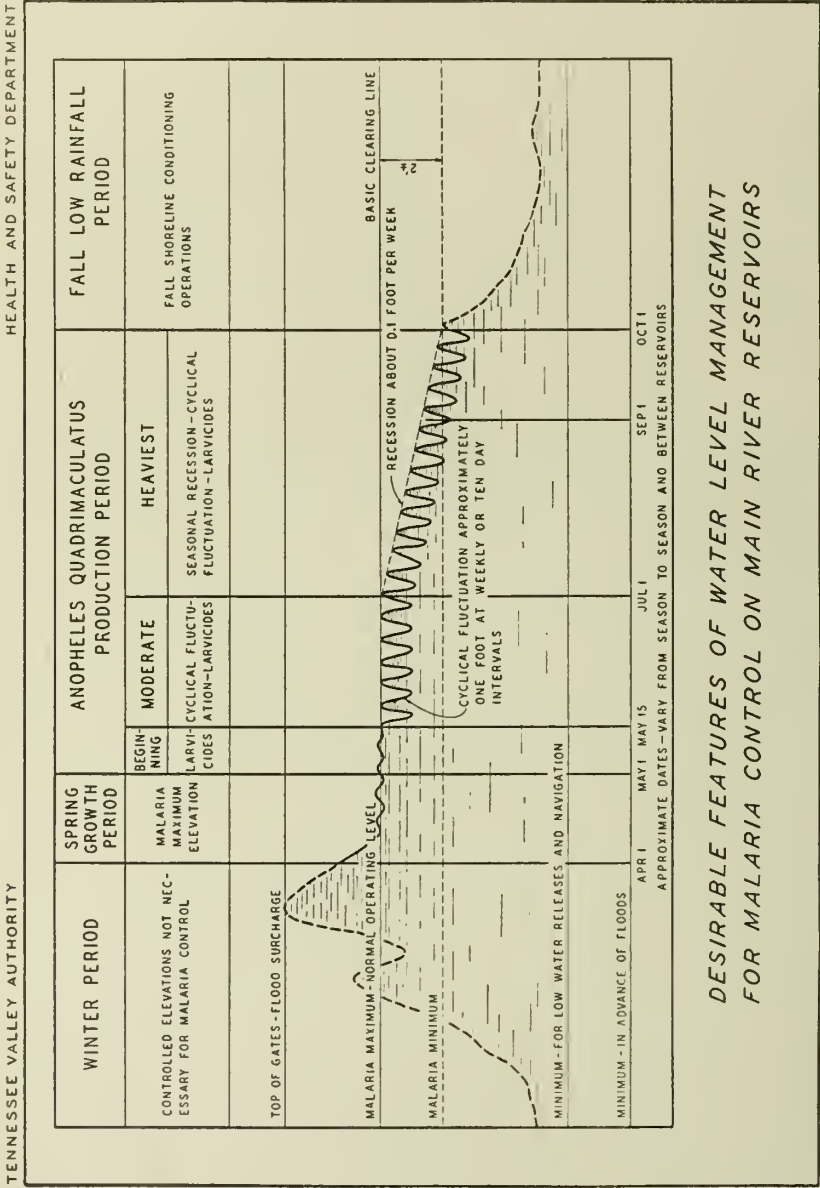 TENNESSEE VALLEY AUTHORITY
HEALTH AND SAFETY DEPARTMENT
WINTER PERIOD
SPRING
GROWTH
PERIOD
ANOPHELES QUADRIMACULATUS
PRODUCTION PERIOD
FALL LOW RAINFALL
PERIOD
BEGIN-
NING
MODERATE
HEAVIEST
CONTROLLED ELEVATIONS NOT NEC-
ESSARY FOR MALARIA CONTROL
MALARIA
MAXIMUM
ELEVATION
LARVI-
CIDES
CYCLICAL FLUCTU-
ATION-LARVICIDES
SEASONAL RECESSION-CYCLICAL
FLUCTUATION-LARVICIDES
FALL SHORELINE CONDITIONING
OPERATIONS
TOP OF GATES-FLOOD SURCHARGE
MALARIA MAXIMUM-NORMAL OPERATING LEVEL
BASIC CLEARING LINE
RECESSION ABOUT 0.1 FOOT PER WEEK
2'±
MALARIA MINIMUM
CYCLICAL FLUCTUATION APPROXIMATELY
ONE FOOT AT WEEKLY OR TEN DAY
INTERVALS
MINIMUM-FOR LOW WATER RELEASES AND NAVIGATION
MINIMUM-IN ADVANCE OF FLOODS
APR 1
MAY 1
MAY 15
JUL 1
SEP 1
OCT 1
APPROXIMATE DATES-VARY FROM SEASON TO SEASON AND BETWEEN RESERVOIRS
DESIRABLE FEATURES OF WATER LEVEL MANAGEMENT
FOR MALARIA CONTROL ON MAIN RIVER RESERVOIRS